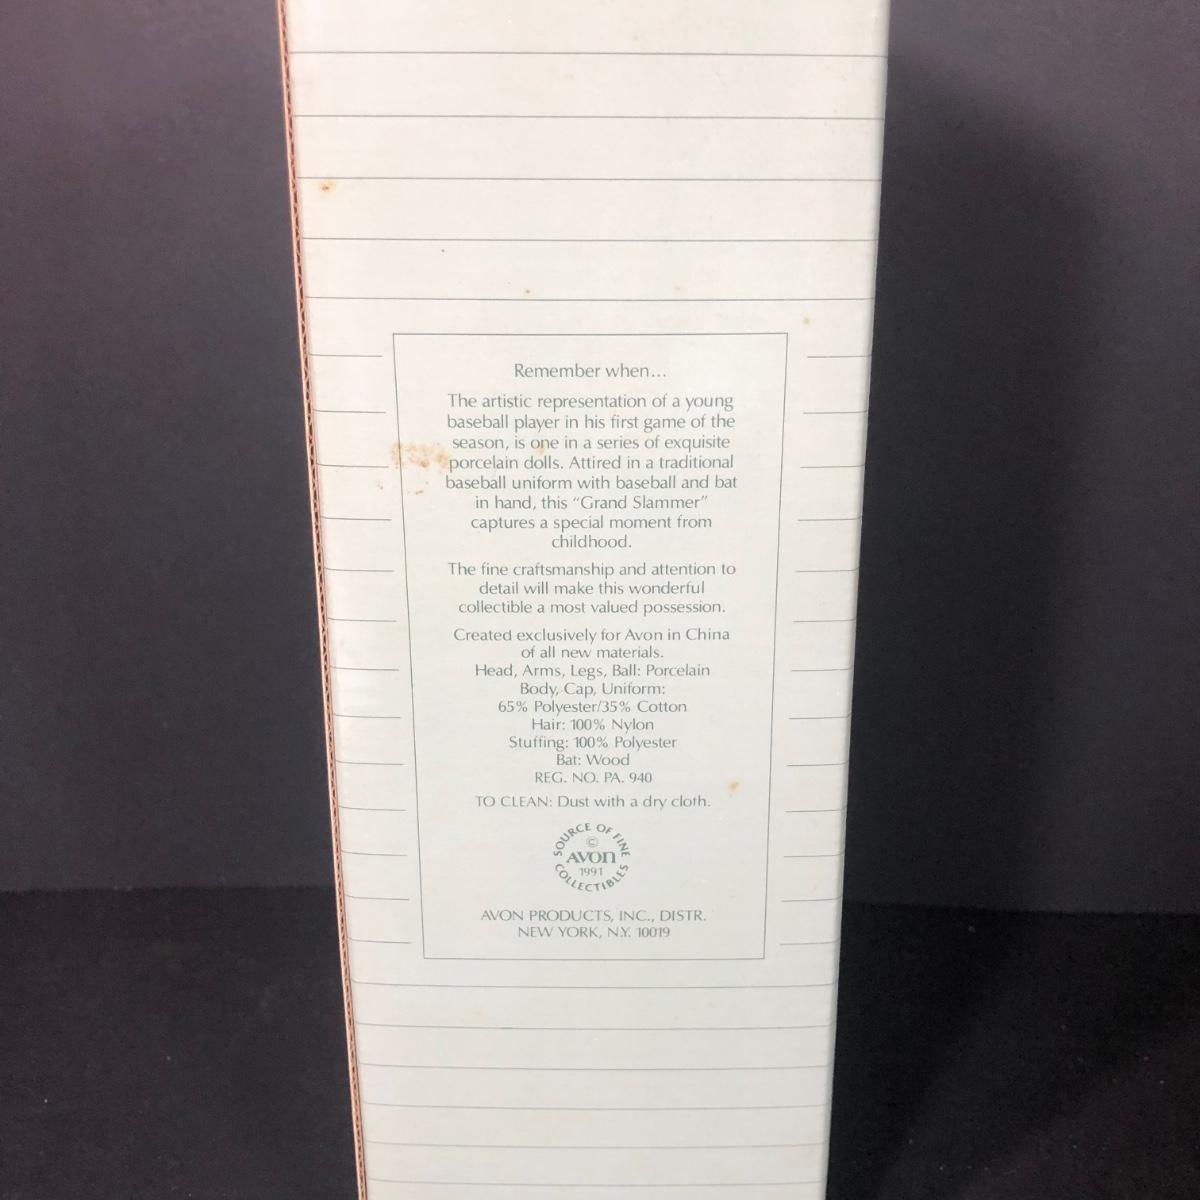 Remember when...
The artistic representation of a young
baseball player in his first game of the
season, is one in a series of exquisite
porcelain dolls. Attired in a traditional
baseball uniform with baseball and bat
in hand, this "Grand Slammer"
captures a special moment from
childhood.
The fine craftsmanship and attention to
detail will make this wonderful
collectible a most valued possession.
Created exclusively for Avon in China
of all new materials.
Head, Arms, Legs, Ball: Porcelain
Body, Cap, Uniform:
65% Polyester/35% Cotton
Hair: 100% Nylon
Stuffing: 100% Polyester
Bat: Wood
REG. NO. PA. 940
TO CLEAN: Dust with a dry cloth.
SOURCE OF FINE
©
AVON
1991
COLLECTIBLES
AVON PRODUCTS, INC., DISTR.
NEW YORK, N.Y. 10019